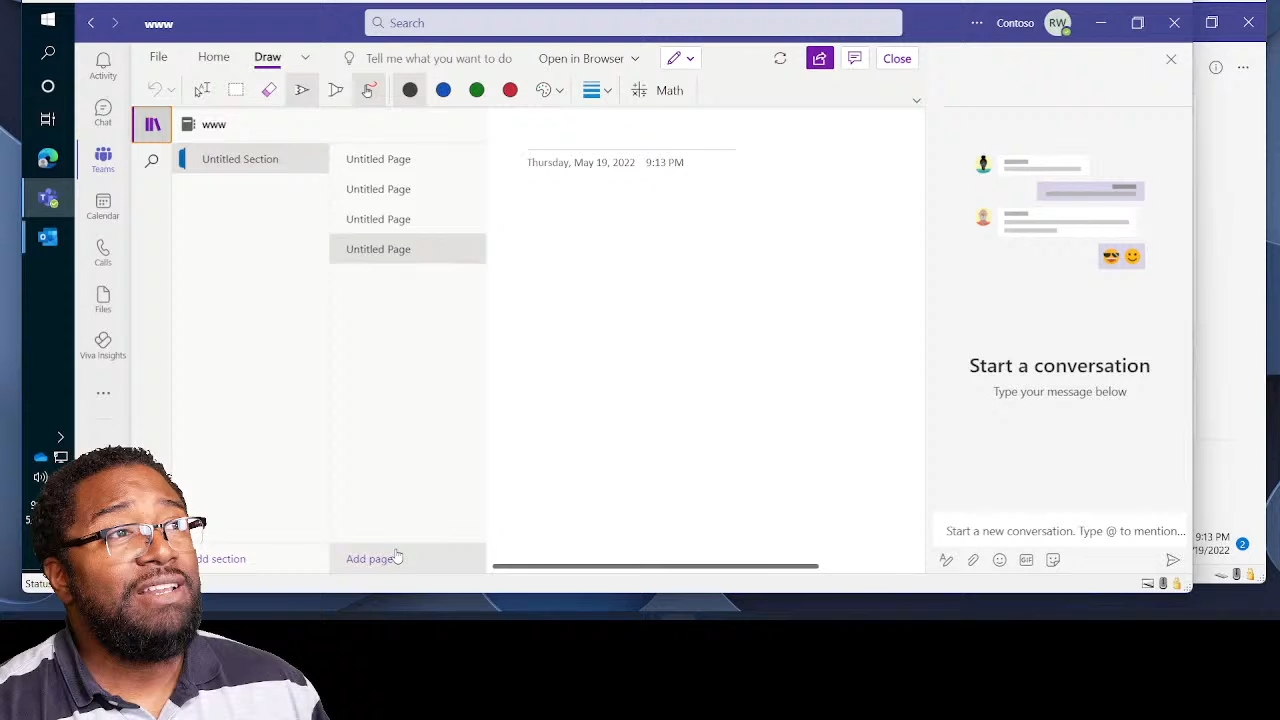 www
Search
Contoso
RW
File
Home
Draw
Tell me what you want to do
Open in Browser
Close
Math
Activity
Chat
Teams
Calendar
Calls
Files
Viva Insights
www
Untitled Section
Untitled Page
Untitled Page
Untitled Page
Untitled Page
Thursday, May 19, 2022 9:13 PM
Start a conversation
Type your message below
Start a new conversation. Type @ to mention...
GIF
dd section
Add page
9:13 PM
/19/2022
2
Status